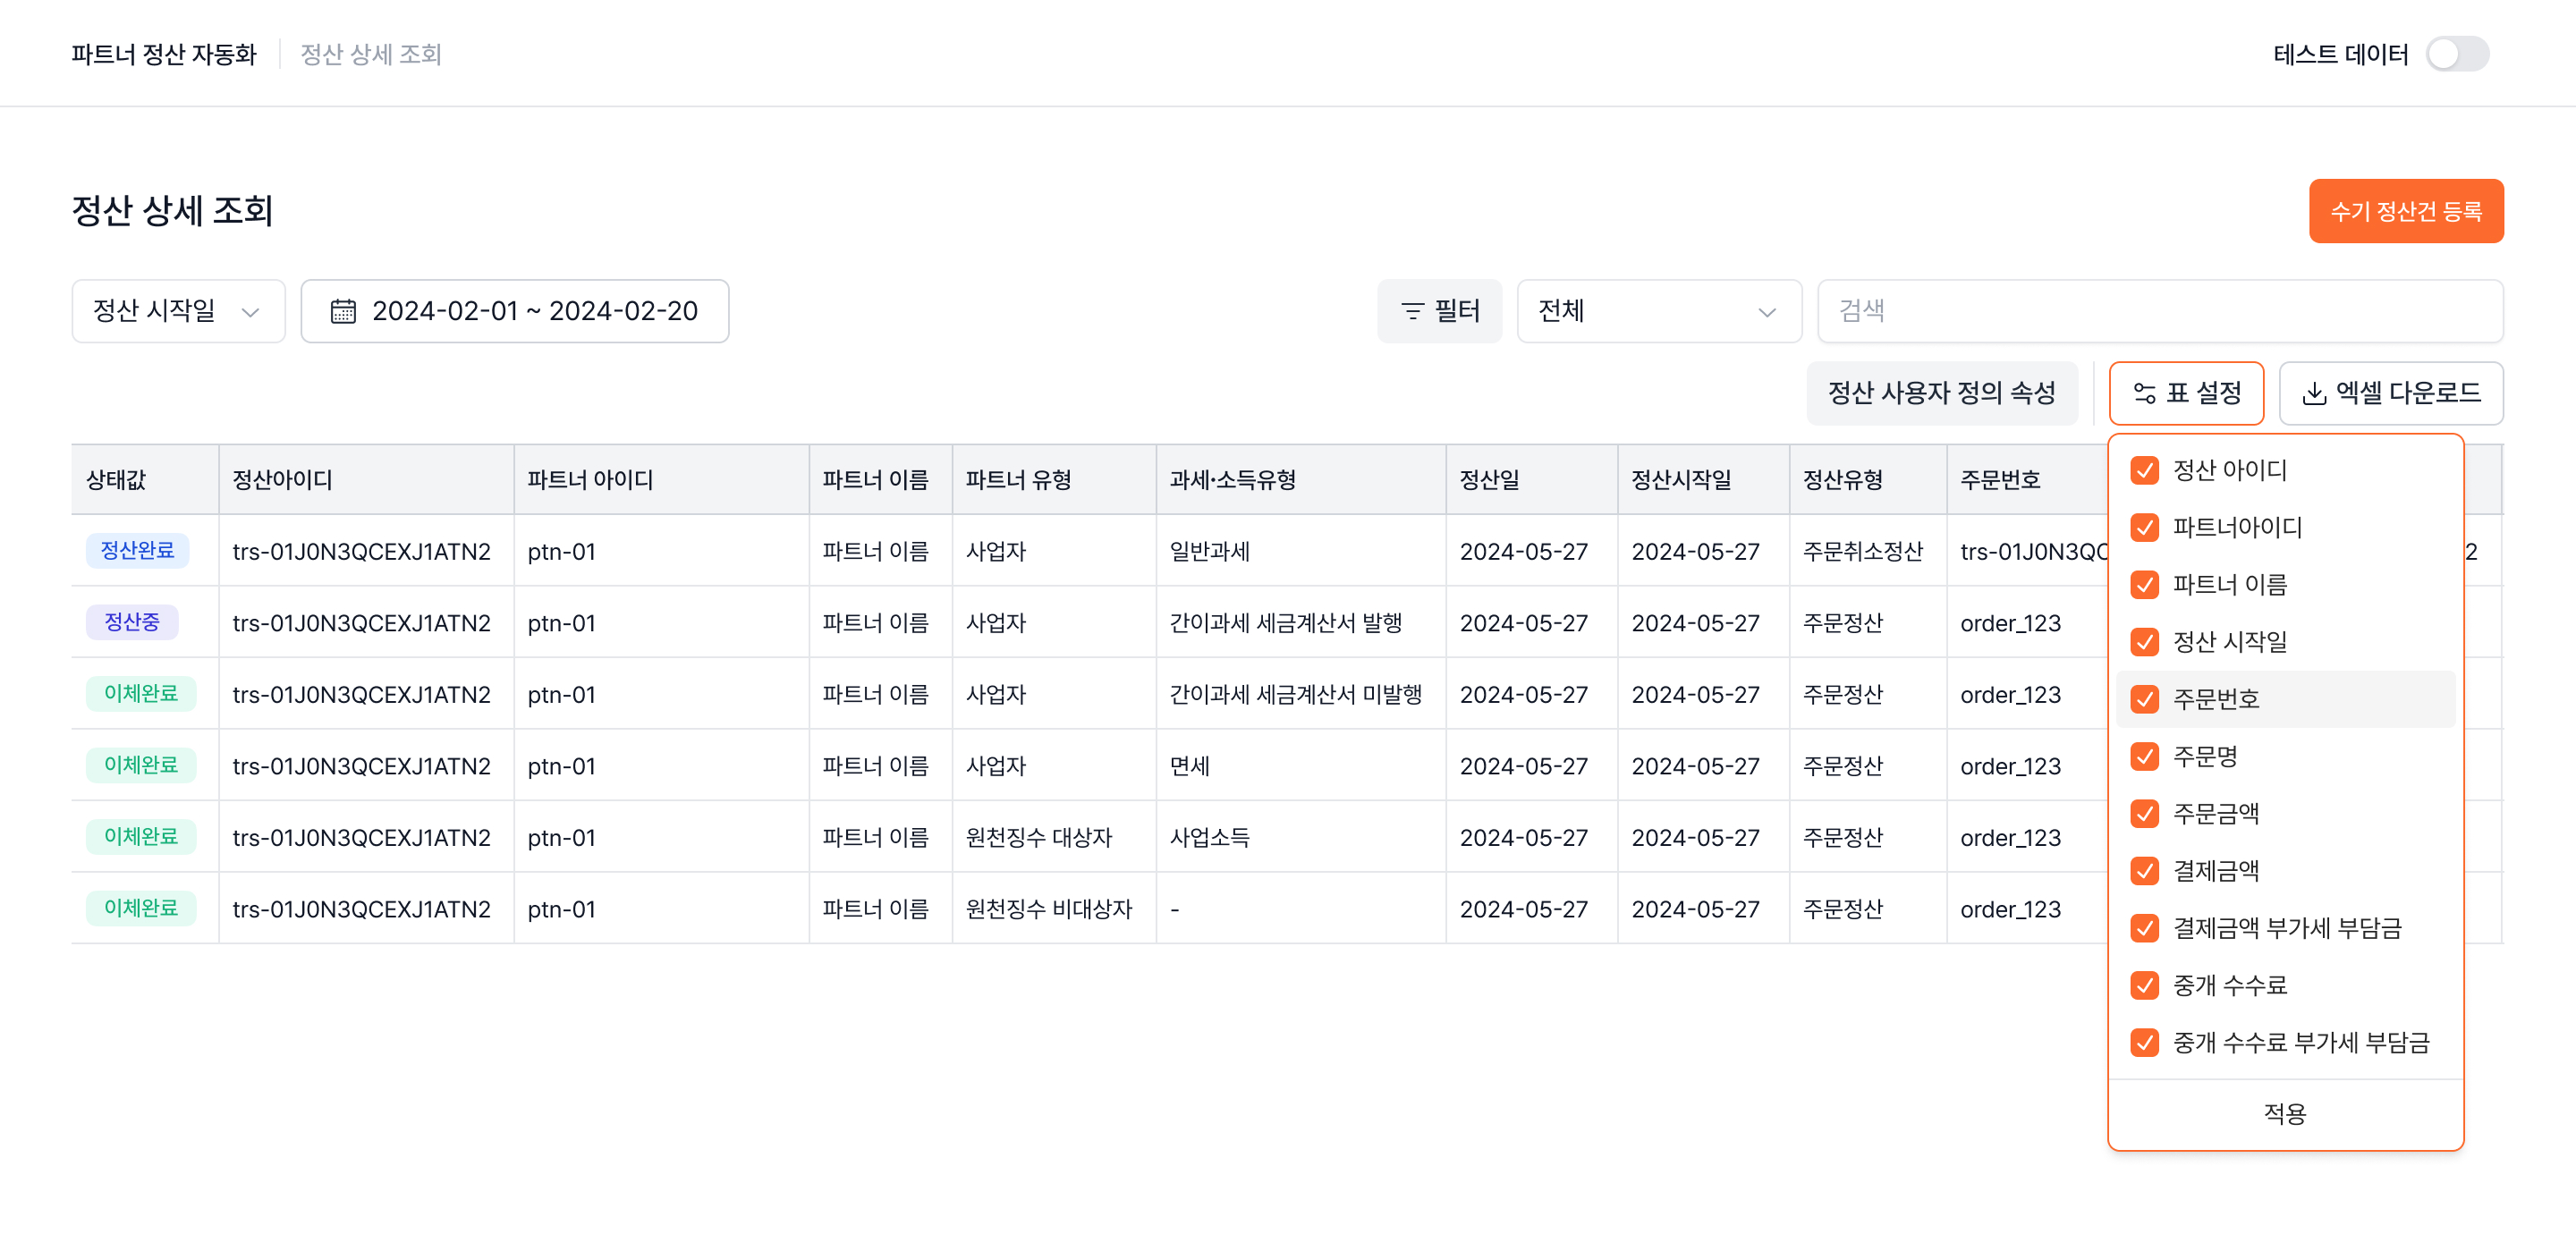 파트너 정산 자동화 정산 상세 조회 테스트 데이터
정산 상세 조회 수기 정산건 등록
정산 시작일 2024-02-01 ~ 2024-02-20 필터 전체 검색
정산 사용자 정의 속성 표 설정 엑셀 다운로드
상태값 정산아이디 파트너 아이디 파트너 이름 파트너 유형 과세•소득유형 정산일 정산시작일 정산유형 주문번호
정산완료 trs-01J0N3QCEXJ1ATN2 ptn-01 파트너 이름 사업자 일반과세 2024-05-27 2024-05-27 주문취소정산 trs-01J0N3QC 2
정산중 trs-01J0N3QCEXJ1ATN2 ptn-01 파트너 이름 사업자 간이과세 세금계산서 발행 2024-05-27 2024-05-27 주문정산 order_123
이체완료 trs-01J0N3QCEXJ1ATN2 ptn-01 파트너 이름 사업자 간이과세 세금계산서 미발행 2024-05-27 2024-05-27 주문정산 order_123
이체완료 trs-01J0N3QCEXJ1ATN2 ptn-01 파트너 이름 사업자 면세 2024-05-27 2024-05-27 주문정산 order_123
이체완료 trs-01J0N3QCEXJ1ATN2 ptn-01 파트너 이름 원천징수 대상자 사업소득 2024-05-27 2024-05-27 주문정산 order_123
이체완료 trs-01J0N3QCEXJ1ATN2 ptn-01 파트너 이름 원천징수 비대상자 - 2024-05-27 2024-05-27 주문정산 order_123
정산 아이디
파트너아이디
파트너 이름
정산 시작일
주문번호
주문명
주문금액
결제금액
결제금액 부가세 부담금
중개 수수료
중개 수수료 부가세 부담금
적용